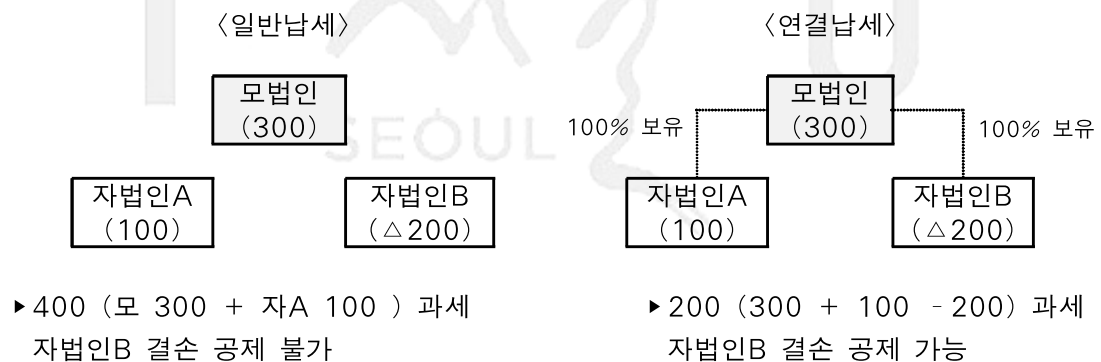 〈일반납세〉
모법인
(300)
자법인A
(100)
자법인B
(△200)
▸400 (모 300 + 자A 100 ) 과세
자법인B 결손 공제 불가
〈연결납세〉
모법인
(300)
100% 보유
100% 보유
자법인A
(100)
자법인B
(△200)
▸200 (300 + 100 - 200) 과세
자법인B 결손 공제 가능
SEOUL